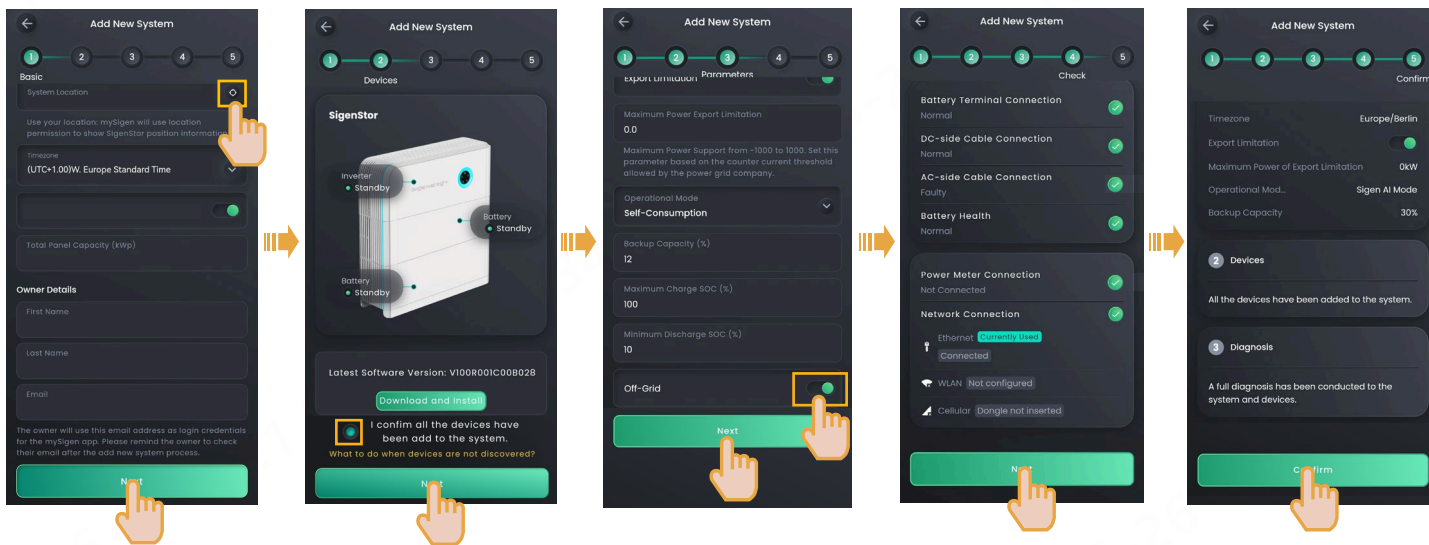 Add New System
1
2
3
4
5
Basic
System Location
Use your location: mySigen will use location
permission to show SigenStor position information
Timezone
(UTC+1.00)W. Europe Standard Time
Total Panel Capacity (kWp)
Owner Details
First Name
Last Name
Email
The owner will use this email address as login credentials
for the mySigen app. Please remind the owner to check
their email after the add new system process.
Add New System
1
2
3
4
5
Devices
SigenStor
Inverter
Standby
Battery
Standby
Battery
Standby
Latest Software Version: V100R001C00B028
Download and Install
I confim all the devices have
been add to the system.
What to do when devices are not discovered?
Add New System
1
2
3
4
5
Parameters
Export Limitation
Maximum Power Export Limitation
0.0
Maximum Power Support from -1000 to 1000. Set this
parameter based on the counter current threshold
allowed by the power grid company.
Operational Mode
Self-Consumption
Backup Capacity (%)
12
Maximum Charge SOC (%)
100
Minimum Discharge SOC (%)
10
Off-Grid
Next
Add New System
1
2
3
4
5
Check
Battery Terminal Connection
Normal
DC-side Cable Connection
Normal
AC-side Cable Connection
Faulty
Battery Health
Normal
Power Meter Connection
Not Connected
Network Connection
Ethernet Currently Used
Connected
WLAN Not configured
Cellular Dongle not inserted
Add New System
1
2
3
4
5
Confirm
Timezone Europe/Berlin
Export Limitation
Maximum Power of Export Limitation 0kW
Operational Mod... Sigen AI Mode
Backup Capacity 30%
2 Devices
All the devices have been added to the system.
3 Diagnosis
A full diagnosis has been conducted to the
system and devices.